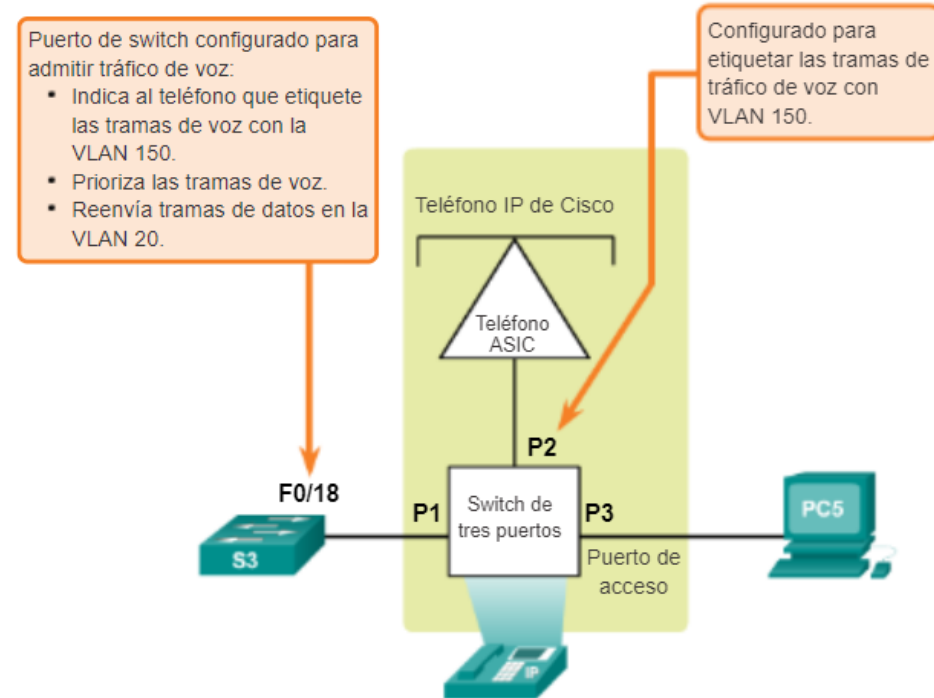 Puerto de switch configurado para
admitir tráfico de voz:
• Indica al teléfono que etiquete
las tramas de voz con la
VLAN 150.
• Prioriza las tramas de voz.
• Reenvía tramas de datos en la
VLAN 20.
Configurado para
etiquetar las tramas de
tráfico de voz con
VLAN 150.
Teléfono IP de Cisco
Teléfono
ASIC
P2
F0/18
P1
Switch de
tres puertos
P3
PC5
S3
Puerto de
acceso
IP